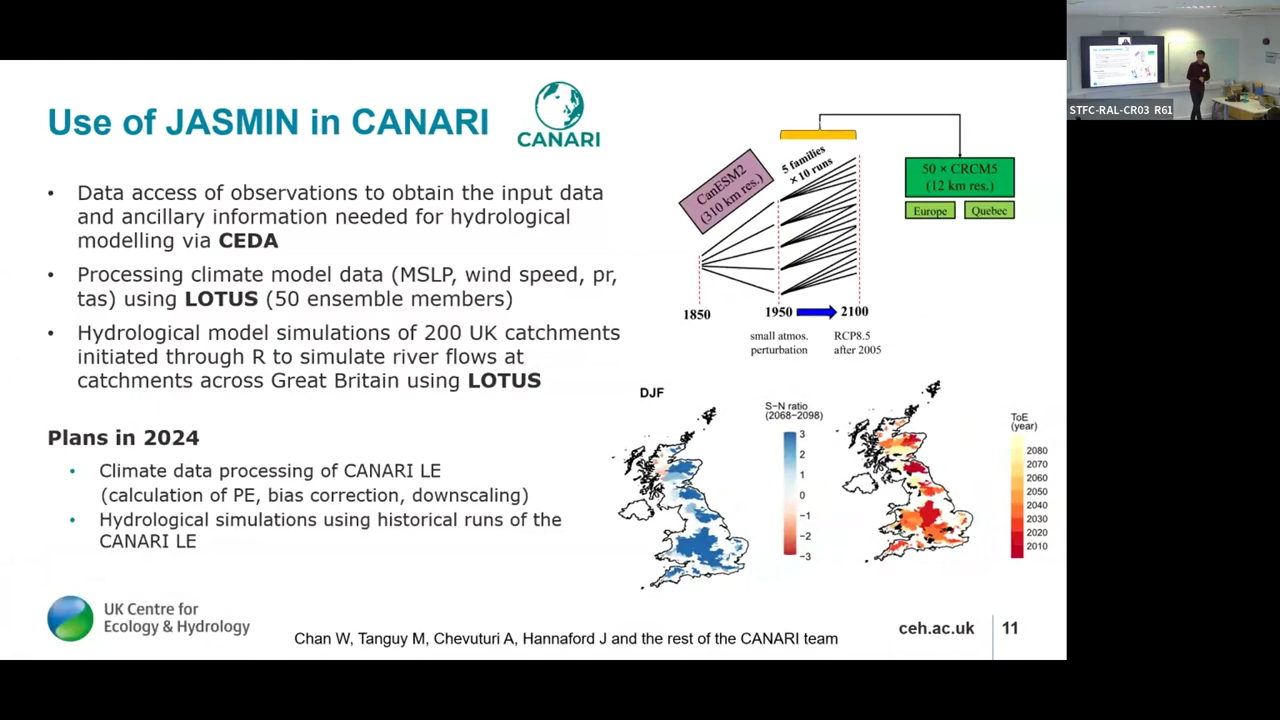 Use of JASMIN in CANARI
CANARI
• Data access of observations to obtain the input data
and ancillary information needed for hydrological
modelling via CEDA
• Processing climate model data (MSLP, wind speed, pr,
tas) using LOTUS (50 ensemble members)
• Hydrological model simulations of 200 UK catchments
initiated through R to simulate river flows at
catchments across Great Britain using LOTUS
Plans in 2024
• Climate data processing of CANARI LE
(calculation of PE, bias correction, downscaling)
• Hydrological simulations using historical runs of the
CANARI LE
CanESM2
(310 km res.)
5 families
× 10 runs
50 × CRCM5
(12 km res.)
Europe
Quebec
1850
1950
2100
small atmos.
perturbation
RCP8.5
after 2005
DJF
S−N ratio
(2068−2098)
3
2
1
0
−1
−2
−3
ToE
(year)
2080
2070
2060
2050
2040
2030
2020
2010
UK Centre for
Ecology & Hydrology
Chan W, Tanguy M, Chevuturi A, Hannaford J and the rest of the CANARI team
ceh.ac.uk
11
STFC-RAL-CR03 R61